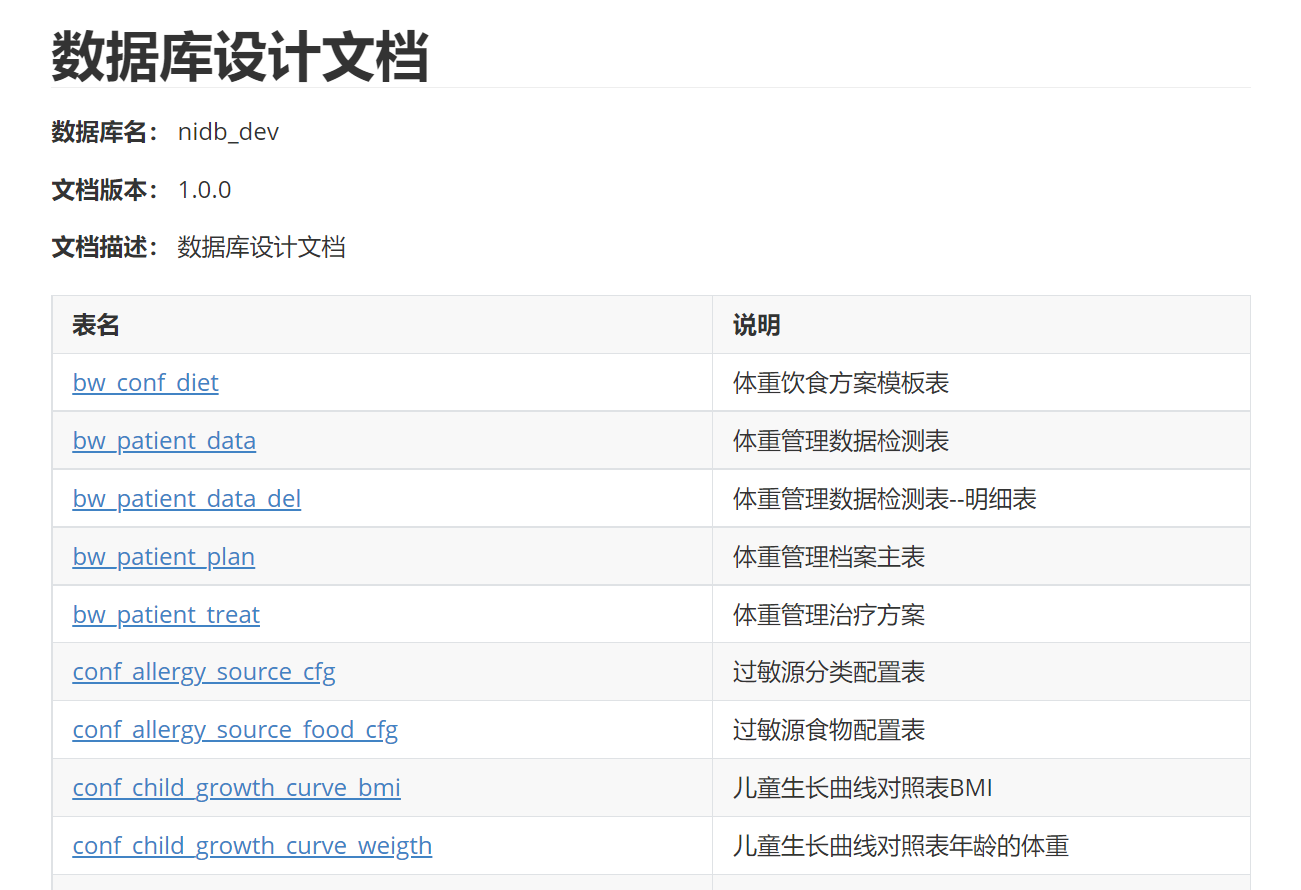 数据库设计文档
数据库名： nidb_dev
文档版本： 1.0.0
文档描述： 数据库设计文档
表名 说明
bw_conf_diet 体重饮食方案模板表
bw_patient_data 体重管理数据检测表
bw_patient_data_del 体重管理数据检测表--明细表
bw_patient_plan 体重管理档案主表
bw_patient_treat 体重管理治疗方案
conf_allergy_source_cfg 过敏源分类配置表
conf_allergy_source_food_cfg 过敏源食物配置表
conf_child_growth_curve_bmi 儿童生长曲线对照表BMI
conf_child_growth_curve_weigth 儿童生长曲线对照表年龄的体重